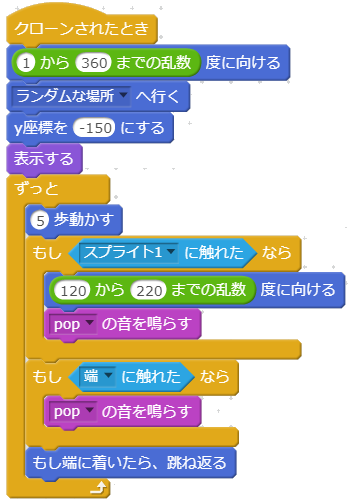 クローンされたとき
1 から 360 までの乱数 度に向ける
ランダムな場所 へ行く
y座標を -150 にする
表示する
ずっと
5 歩動かす
もし スプライト1 に触れた なら
120 から 220 までの乱数 度に向ける
pop の音を鳴らす
もし 端 に触れた なら
pop の音を鳴らす
もし端に着いたら、跳ね返る